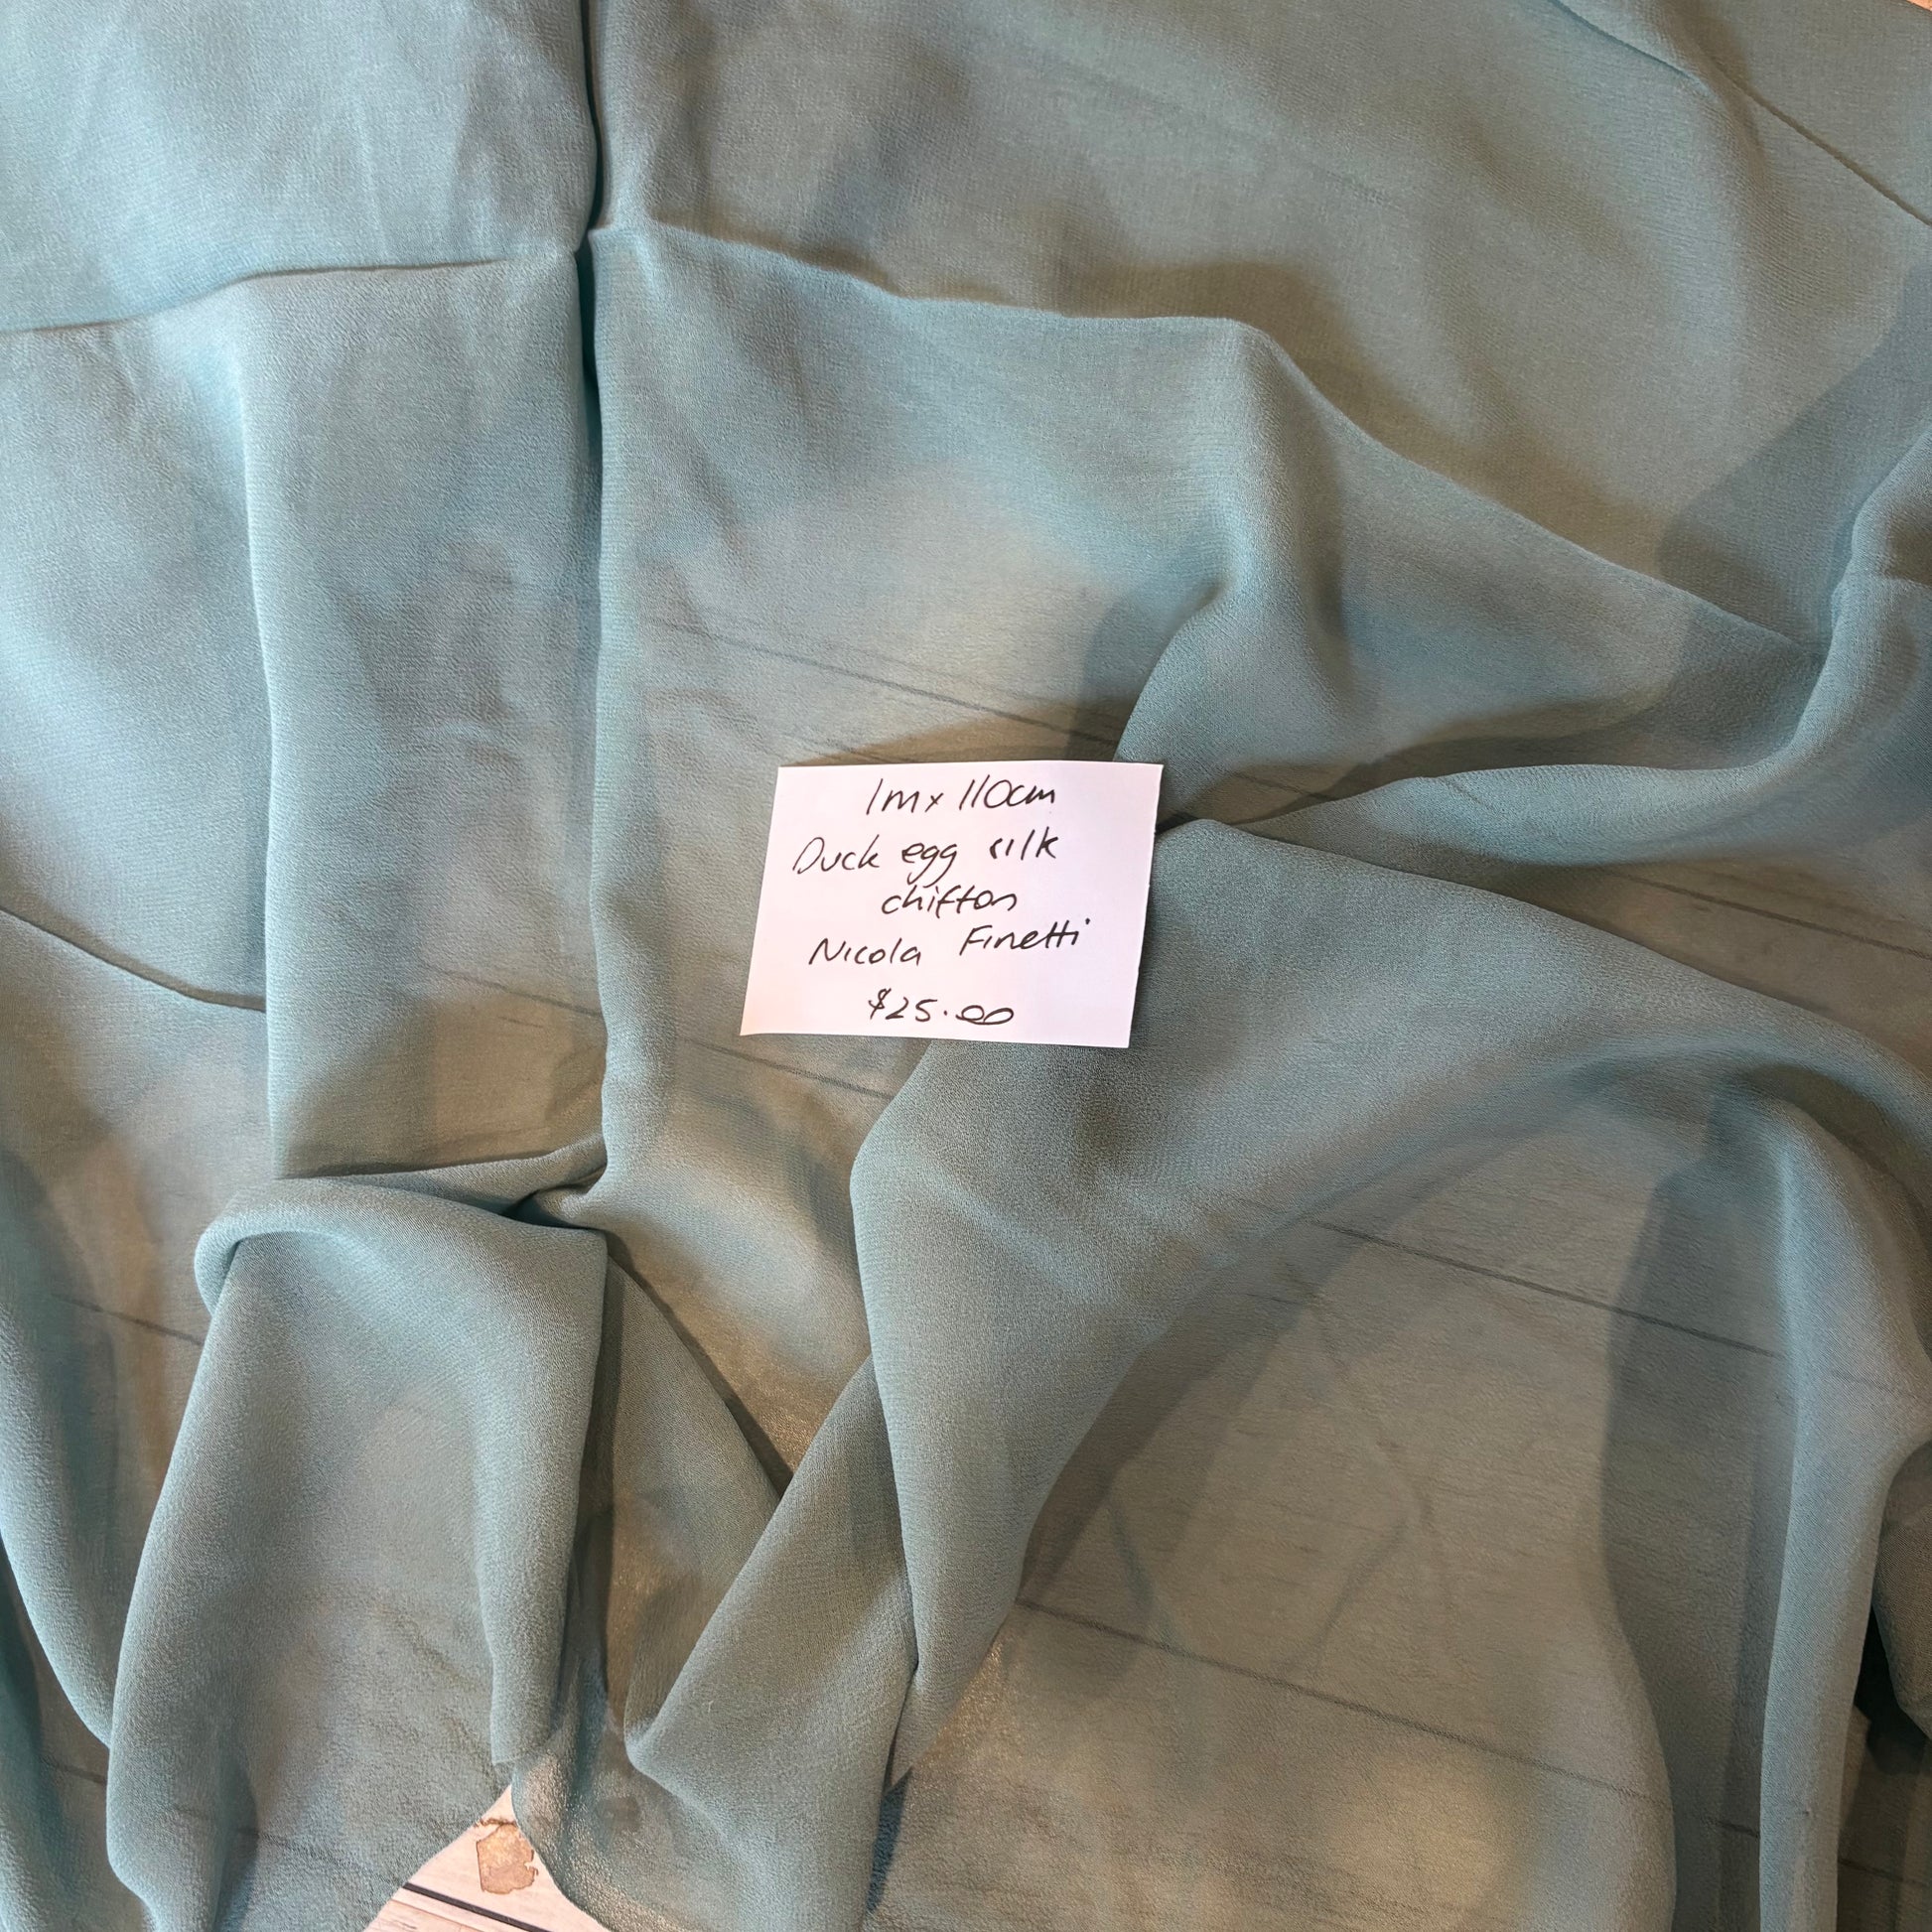 1m x 110cm
Duck egg silk
chiffon
Nicola Finetti
$25.00